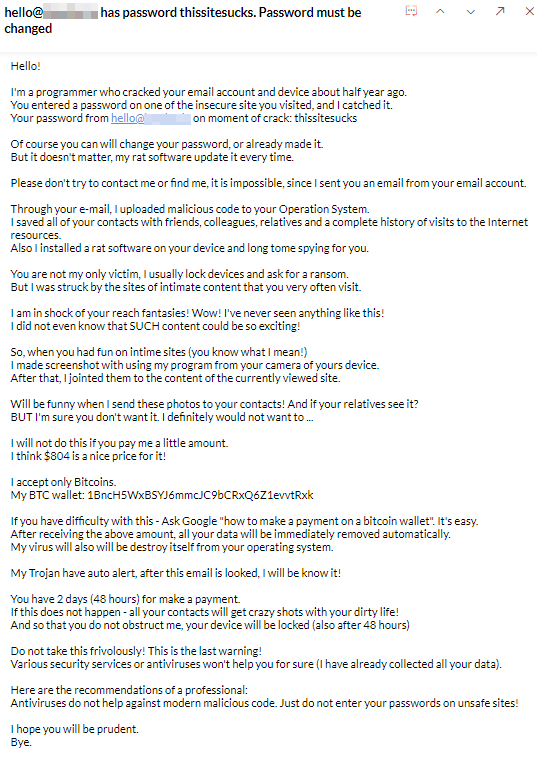 hello@ has password thissitesucks. Password must be
changed
Hello!
I'm a programmer who cracked your email account and device about half year ago.
You entered a password on one of the insecure site you visited, and I catched it.
Your password from hello@ on moment of crack: thissitesucks
Of course you can will change your password, or already made it.
But it doesn't matter, my rat software update it every time.
Please don't try to contact me or find me, it is impossible, since I sent you an email from your email account.
Through your e-mail, I uploaded malicious code to your Operation System.
I saved all of your contacts with friends, colleagues, relatives and a complete history of visits to the Internet
resources.
Also I installed a rat software on your device and long tome spying for you.
You are not my only victim, I usually lock devices and ask for a ransom.
But I was struck by the sites of intimate content that you very often visit.
I am in shock of your reach fantasies! Wow! I've never seen anything like this!
I did not even know that SUCH content could be so exciting!
So, when you had fun on intime sites (you know what I mean!)
I made screenshot with using my program from your camera of yours device.
After that, I jointed them to the content of the currently viewed site.
Will be funny when I send these photos to your contacts! And if your relatives see it?
BUT I'm sure you don't want it. I definitely would not want to ...
I will not do this if you pay me a little amount.
I think $804 is a nice price for it!
I accept only Bitcoins.
My BTC wallet: 1BncH5WxBSYJ6mmcJC9bCRxQ6Z1evvtRxk
If you have difficulty with this - Ask Google "how to make a payment on a bitcoin wallet". It's easy.
After receiving the above amount, all your data will be immediately removed automatically.
My virus will also will be destroy itself from your operating system.
My Trojan have auto alert, after this email is looked, I will be know it!
You have 2 days (48 hours) for make a payment.
If this does not happen - all your contacts will get crazy shots with your dirty life!
And so that you do not obstruct me, your device will be locked (also after 48 hours)
Do not take this frivolously! This is the last warning!
Various security services or antiviruses won't help you for sure (I have already collected all your data).
Here are the recommendations of a professional:
Antiviruses do not help against modern malicious code. Just do not enter your passwords on unsafe sites!
I hope you will be prudent.
Bye.